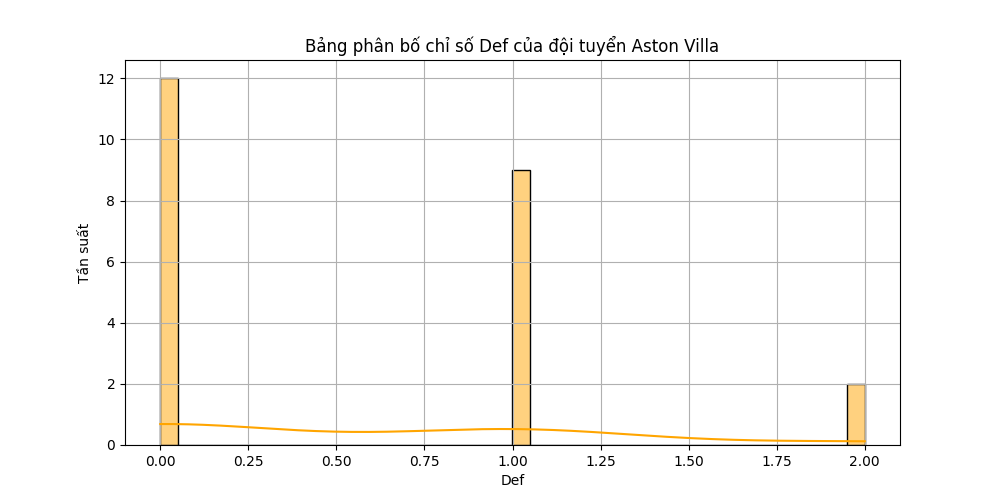 Bảng phân bố chỉ số Def của đội tuyển Aston Villa
12
10
8
6
4
2
0
Tần suất
0.00 0.25 0.50 0.75 1.00 1.25 1.50 1.75 2.00
Def